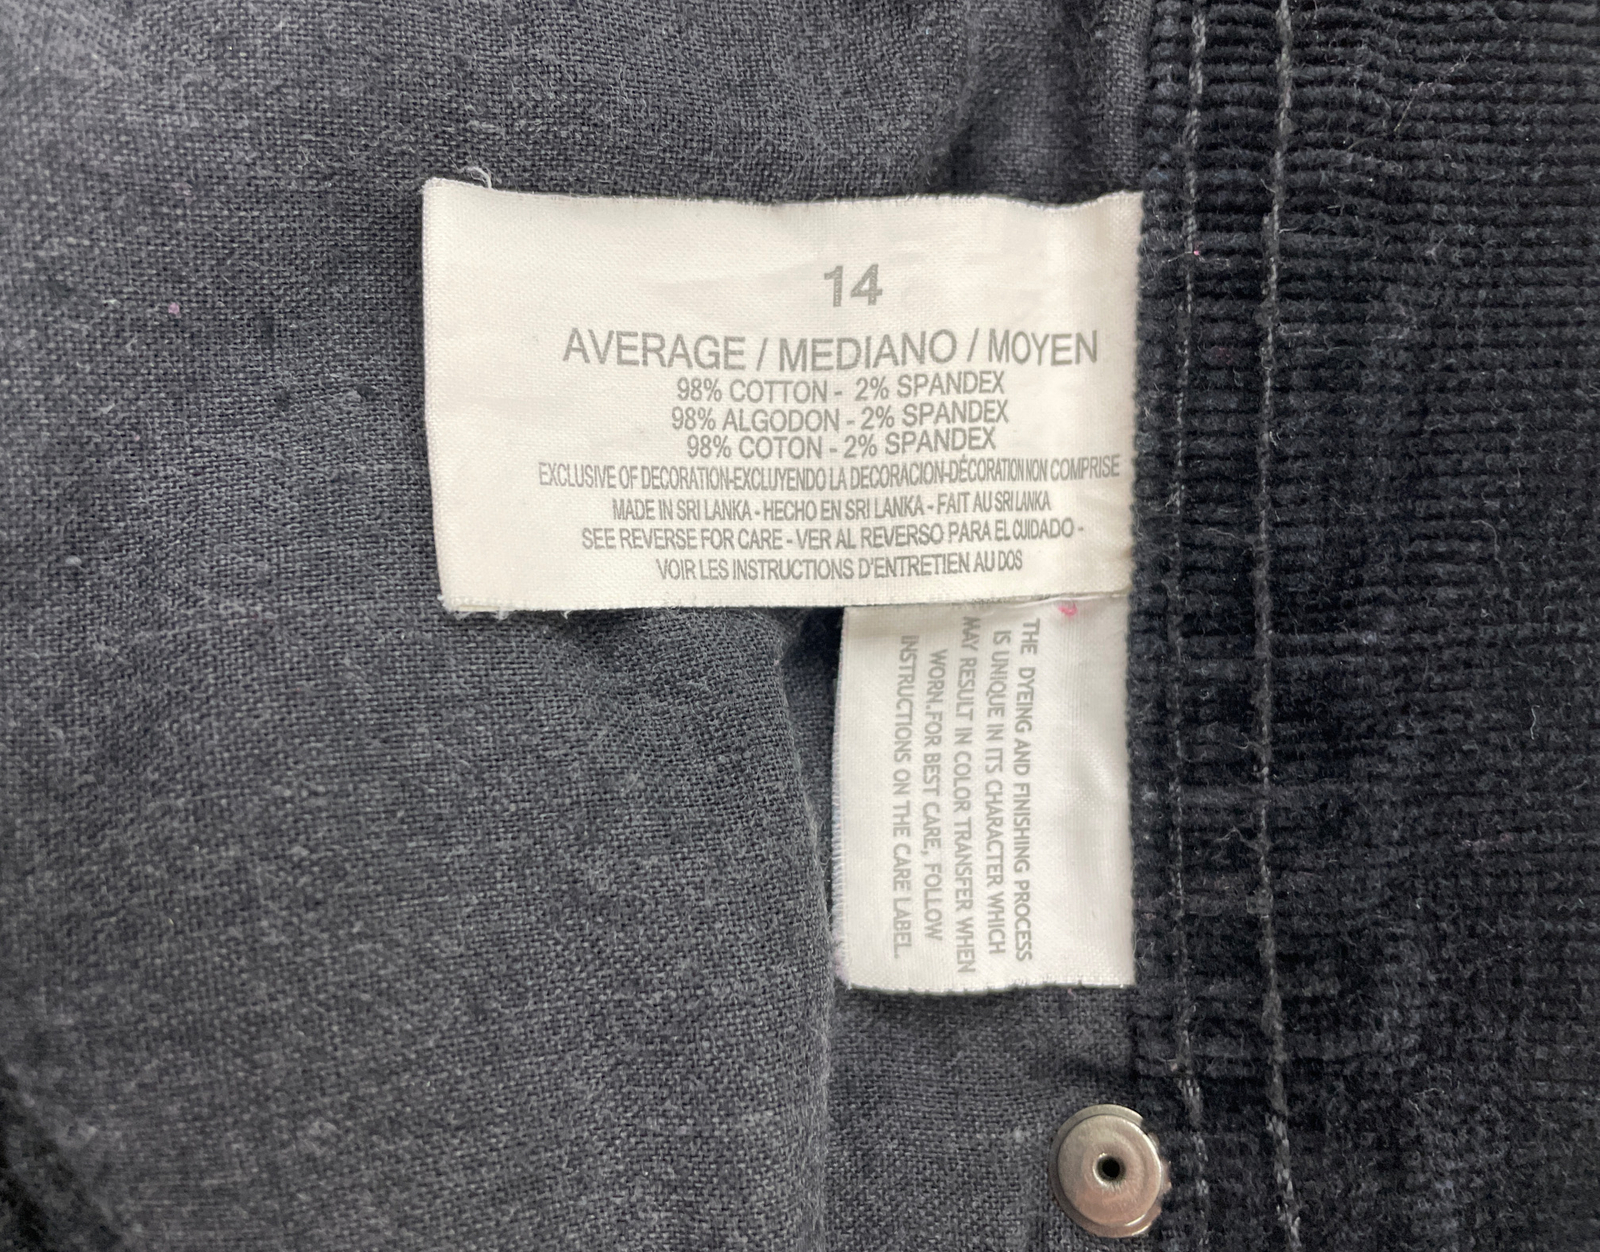 14
AVERAGE / MEDIANO / MOYEN
98% COTTON - 2% SPANDEX
98% ALGODON - 2% SPANDEX
98% COTON - 2% SPANDEX
EXCLUSIVE OF DECORATION-EXCLUYENDO LA DECORACION-DÉCORATION NON COMPRISE
MADE IN SRI LANKA - HECHO EN SRI LANKA - FAIT AU SRI LANKA
SEE REVERSE FOR CARE - VER AL REVERSO PARA EL CUIDADO -
VOIR LES INSTRUCTIONS D'ENTRETIEN AU DOS
THE DYEING AND FINISHING PROCESS
IS UNIQUE IN ITS CHARACTER WHICH
MAY RESULT IN COLOR TRANSFER WHEN
WORN.FOR BEST CARE, FOLLOW
INSTRUCTIONS ON THE CARE LABEL.